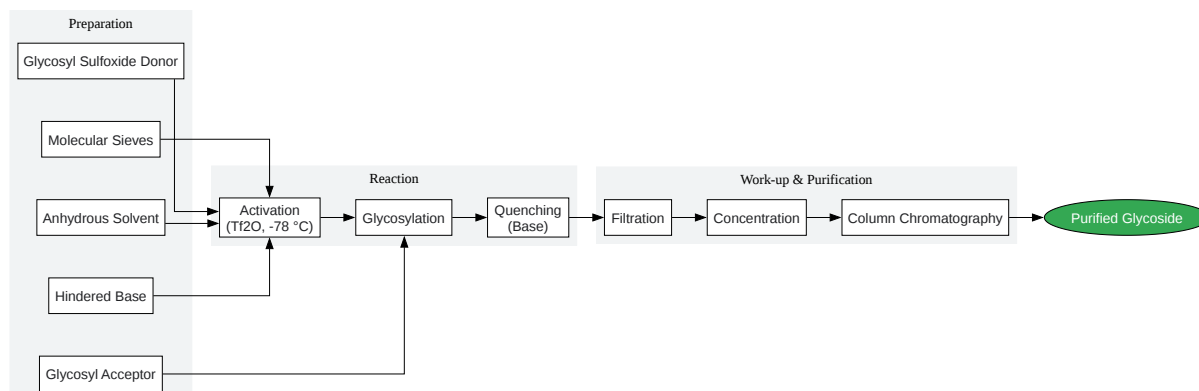 Preparation
Glycosyl Sulfoxide Donor
Molecular Sieves
Anhydrous Solvent
Hindered Base
Glycosyl Acceptor
Reaction
Activation
(Tf2O, -78 °C)
Glycosylation
Quenching
(Base)
Work-up & Purification
Filtration
Concentration
Column Chromatography
Purified Glycoside